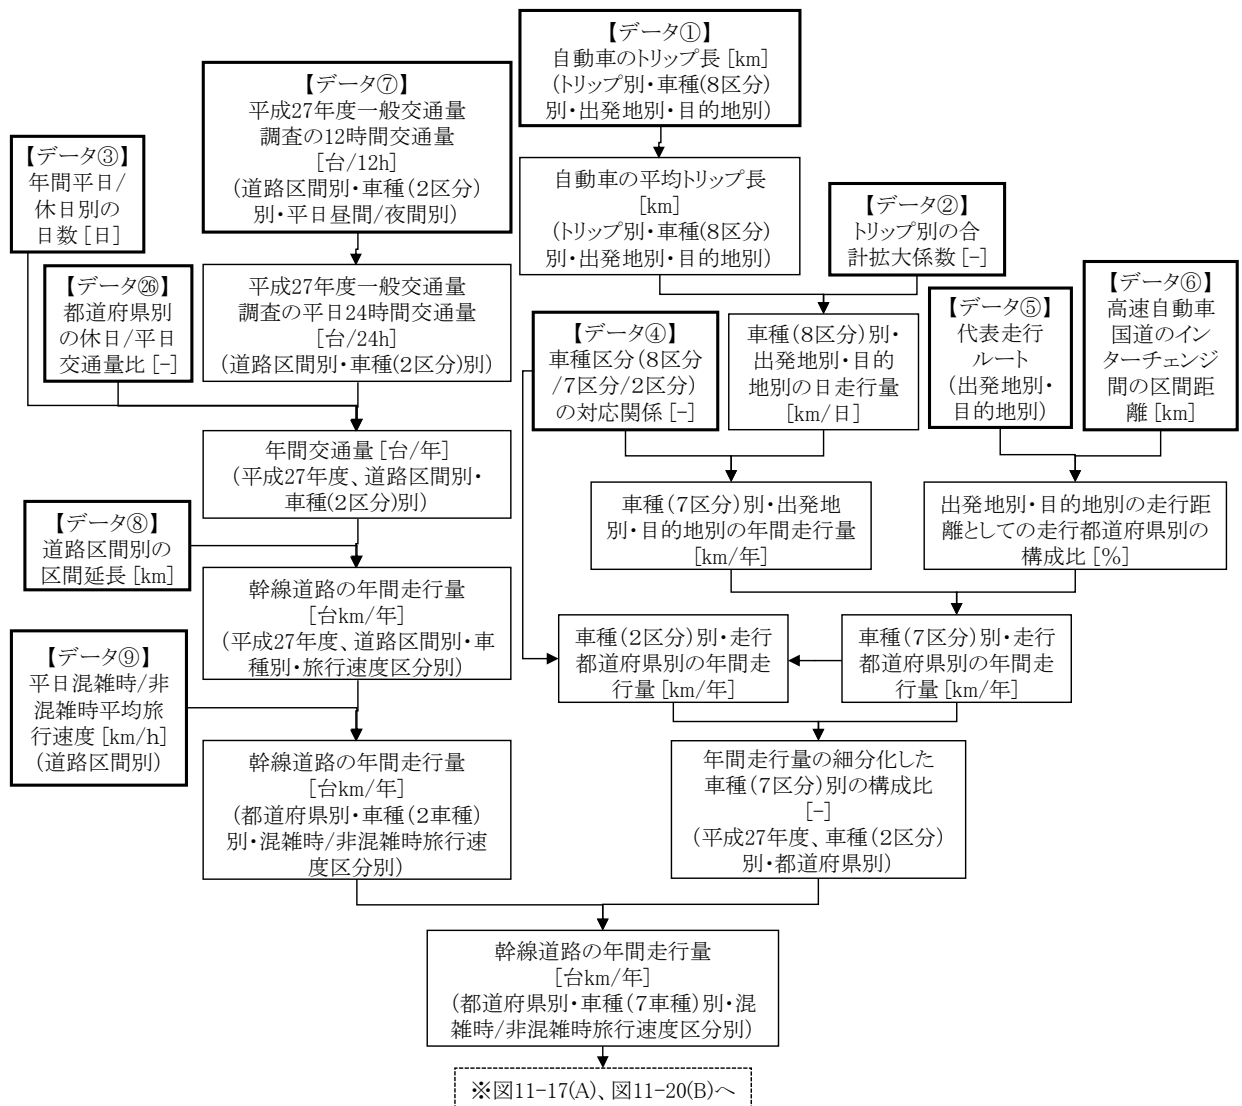 【データ①】
自動車のトリップ長［km］
(トリップ別・車種(8区分)
別・出発地別・目的地別)
【データ⑦】
平成27年度一般交通量
調査の12時間交通量
［台/12h］
(道路区間別・車種(2区分)
別・平日昼間/夜間別)
【データ③】
年間平日/
休日別の
日数［日］
自動車の平均トリップ長
［km］
(トリップ別・車種(8区分)
別・出発地別・目的地別)
【データ②】
トリップ別の合
計拡大係数［-］
【データ㉖】
都道府県別
の休日/平日
交通量比［-］
平成27年度一般交通量
調査の平日24時間交通量
［台/24h］
(道路区間別・車種(2区分)別)
【データ④】
車種区分(8区分
/7区分/2区分)
の対応関係［-］
車種(8区分)別・
出発地別・目的
地別の日走行量
［km/日］
【データ⑤】
代表走行
ルート
(出発地別・
目的地別)
【データ⑥】
高速自動車
国道のイン
ターチェンジ
間の区間距
離［km］
年間交通量［台/年］
(平成27年度、道路区間別・
車種(2区分)別)
【データ⑧】
道路区間別の
区間延長［km］
車種(7区分)別・出発地
別・目的地別の年間走行量
［km/年］
出発地別・目的地別の走行距
離としての走行都道府県別の
構成比［%］
幹線道路の年間走行量
［台km/年］
(平成27年度、道路区間別・車
種別・旅行速度区分別)
【データ⑨】
平日混雑時/非
混雑時平均旅
行速度［km/h］
(道路区間別)
車種(2区分)別・走行
都道府県別の年間走
行量［km/年］
車種(7区分)別・走行
都道府県別の年間走
行量［km/年］
幹線道路の年間走行量
［台km/年］
(都道府県別・車種(2車種)
別・混雑時/非混雑時旅行速
度区分別)
年間走行量の細分化した
車種(7区分)別の構成比
［-］
(平成27年度、車種(2区分)
別・都道府県別)
幹線道路の年間走行量
［台km/年］
(都道府県別・車種(7車種)別・混
雑時/非混雑時旅行速度区分別)
※図11-17(A)、図11-20(B)へ